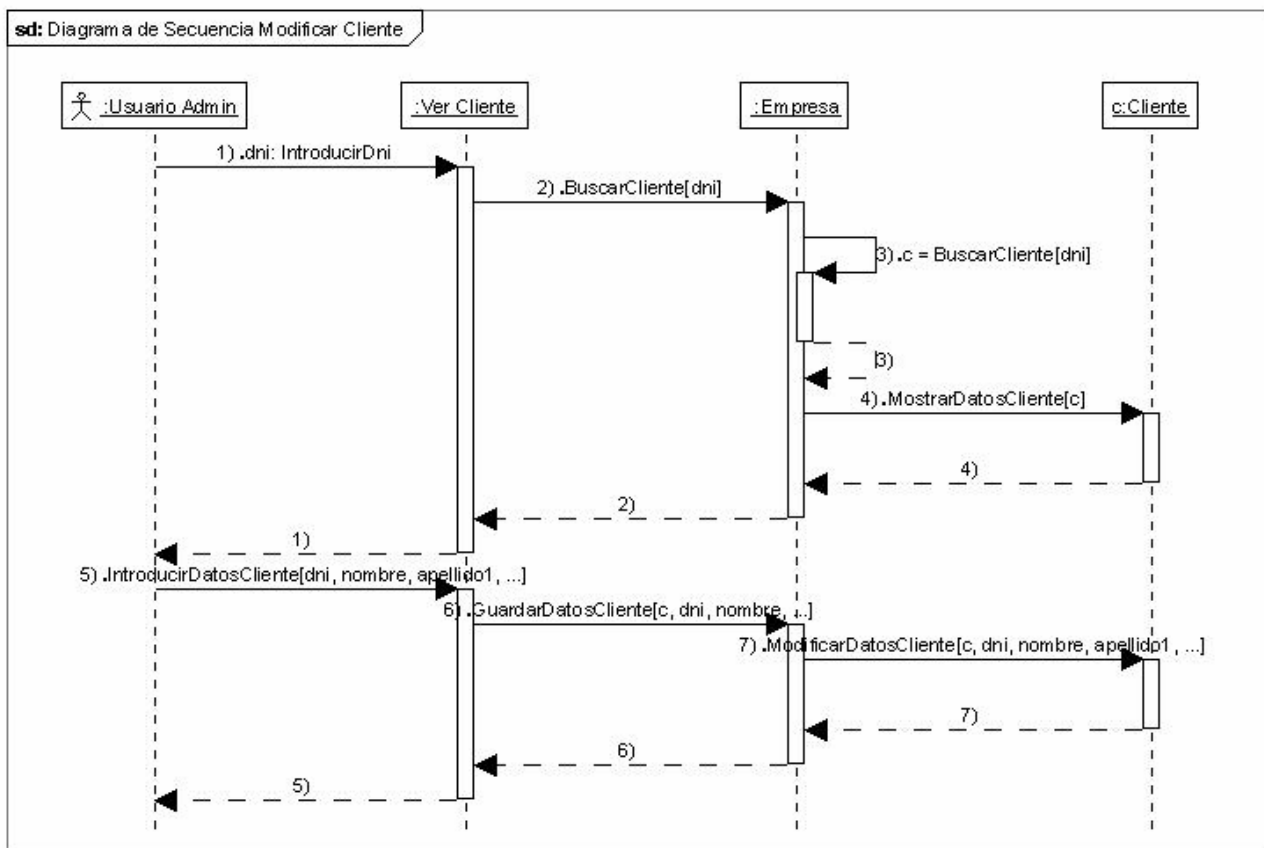 sd: Diagrama de Secuencia Modificar Cliente
:Usuario Admin
:Ver Cliente
:Empresa
c:Cliente
1) .dni: IntroducirDni
2) .BuscarCliente[dni]
3) .c = BuscarCliente[dni]
3)
4) .MostrarDatosCliente[c]
4)
2)
1)
5) .IntroducirDatosCliente[dni, nombre, apellido1, ...]
6) .GuardarDatosCliente[c, dni, nombre, ...]
7) .ModificarDatosCliente[c, dni, nombre, apellido1, ...]
7)
6)
5)